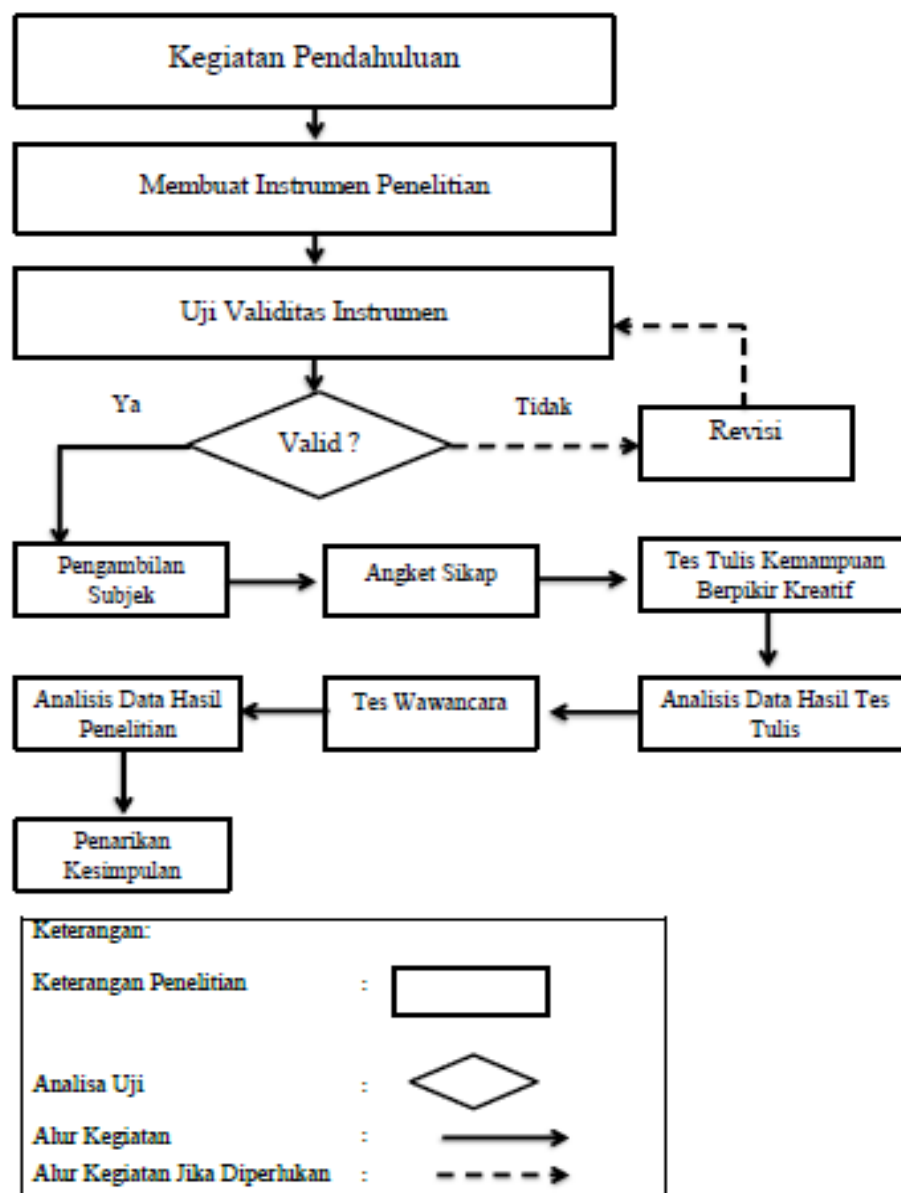 Kegiatan Pendahuluan
Membuat Instrumen Penelitian
Uji Validitas Instrumen
Ya
Tidak
Valid ?
Revisi
Pengambilan
Subjek
Angket Sikap
Tes Tulis Kemampuan
Berpikir Kreatif
Analisis Data Hasil
Penelitian
Tes Wawancara
Analisis Data Hasil Tes
Tulis
Penarikan
Kesimpulan
Keterangan:
Keterangan Penelitian :
Analisa Uji :
Alur Kegiatan :
Alur Kegiatan Jika Diperlukan :